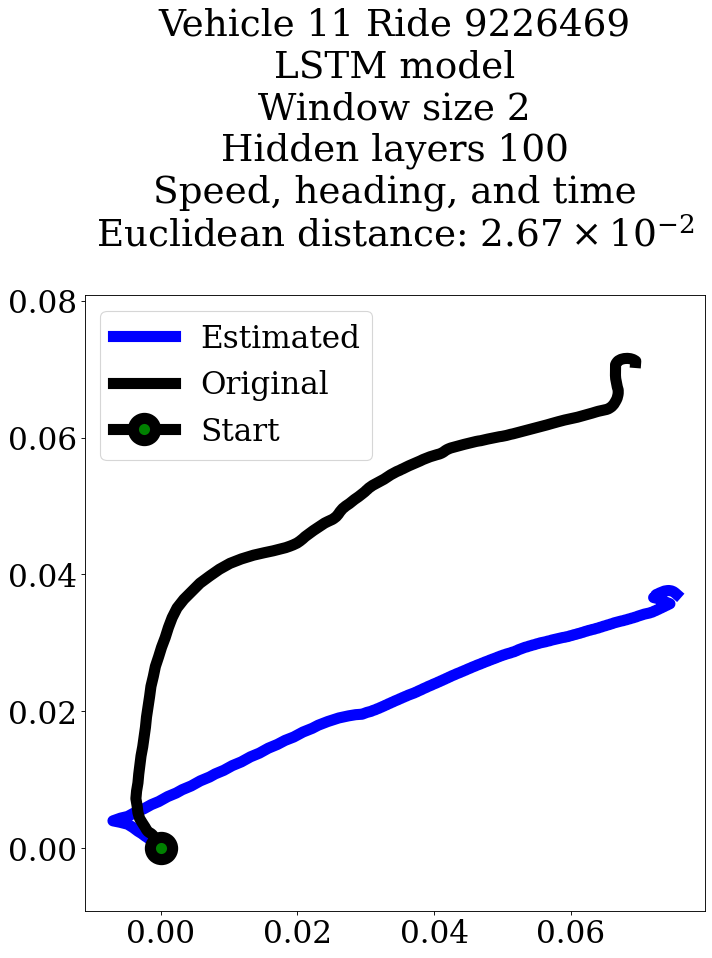 Vehicle 11 Ride 9226469
LSTM model
Window size 2
Hidden layers 100
Speed, heading, and time
Euclidean distance: 2.67 × 10⁻²
0.08
Estimated
Original
Start
0.06
0.04
0.02
0.00
0.00 0.02 0.04 0.06